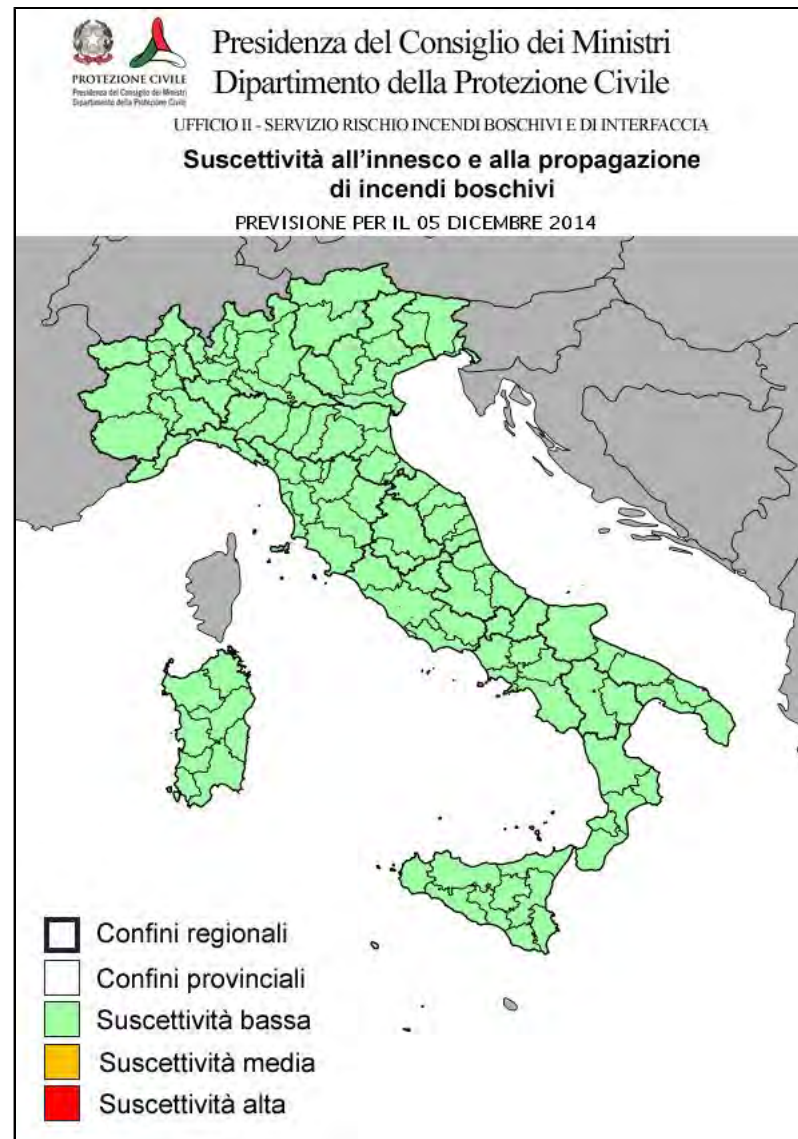 Presidenza del Consiglio dei Ministri
Dipartimento della Protezione Civile
PROTEZIONE CIVILE
Presidenza del Consiglio dei Ministri
Dipartimento della Protezione Civile
UFFICIO II - SERVIZIO RISCHIO INCENDI BOSCHIVI E DI INTERFACCIA
Suscettività all'innesco e alla propagazione
di incendi boschivi
PREVISIONE PER IL 05 DICEMBRE 2014
Confini regionali
Confini provinciali
Suscettività bassa
Suscettività media
Suscettività alta